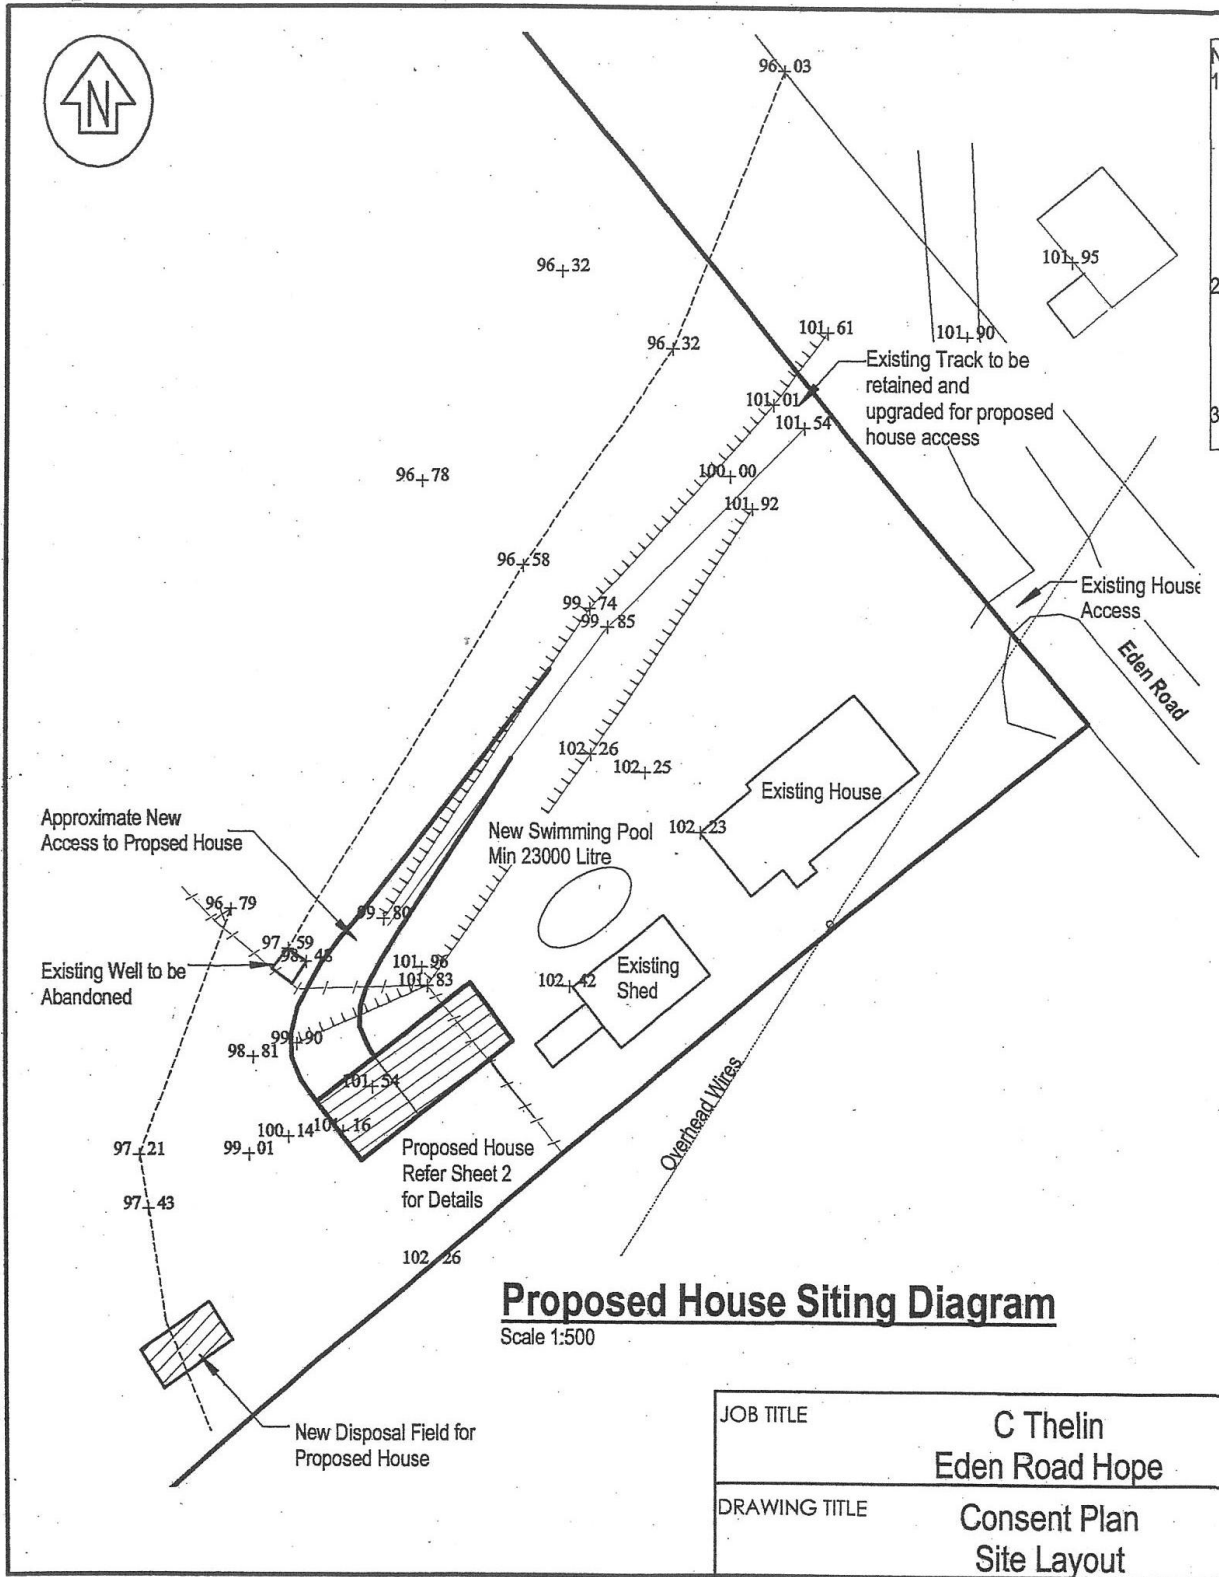 N
96 03
N
1
96 32
101 95
2
96 32
101 61
101 90
Existing Track to be
retained and
upgraded for proposed
house access
101 01
101 54
3
96 78
100 00
101 92
96 58
Existing House
Access
99 74
99 85
Eden Road
102 26
102 25
Existing House
Approximate New
Access to Propsed House
New Swimming Pool
Min 23000 Litre
102 23
96 79
99 80
97 59
98 48
Existing Well to be
Abandoned
101 96
101 83
102 42
Existing
Shed
99 90
98 81
101 54
Overhead Wires
100 14
101 16
97 21
99 01
Proposed House
Refer Sheet 2
for Details
97 43
102 26
Proposed House Siting Diagram
Scale 1:500
New Disposal Field for
Proposed House
JOB TITLE
C Thelin
Eden Road Hope
DRAWING TITLE
Consent Plan
Site Layout